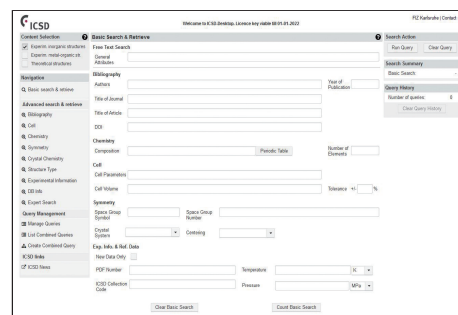 ICSD
Welcome to ICSD Desktop. Licence key viable till 01.01.2022
FIZ Karlsruhe | Contact
Content Selection
Experim. inorganic structures
Experim. metal-organic str.
Theoretical structures
Navigation
Basic search & retrieve
Advanced search & retrieve
Bibliography
Cell
Chemistry
Symmetry
Crystal Chemistry
Structure Type
Experimental Information
DB Info
Expert Search
Query Management
Manage Queries
List Combined Queries
Create Combined Query
ICSD links
ICSD News
Basic Search & Retrieve
Free Text Search
General Attributes
Bibliography
Authors
Year of Publication
Title of Journal
Title of Article
DOI
Chemistry
Composition
Periodic Table
Number of Elements
Cell
Cell Parameters
Cell Volume
Tolerance +/- %
Symmetry
Space Group Symbol
Space Group Number
Crystal System
Centering
Exp. Info. & Ref. Data
New Data Only
PDF Number
Temperature
K
ICSD Collection Code
Pressure
MPa
Clear Basic Search
Count Basic Search
Search Action
Run Query
Clear Query
Search Summary
Basic Search: -
Query History
Number of queries: 0
Clear Query History